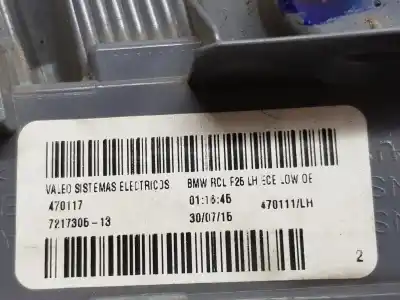 VALEO SISTEMAS ELECTRICOS BMW RCL F25 LH ECE LOW OE
470117 01:16:45 470111/LH
7217305-13 30/07/15
2